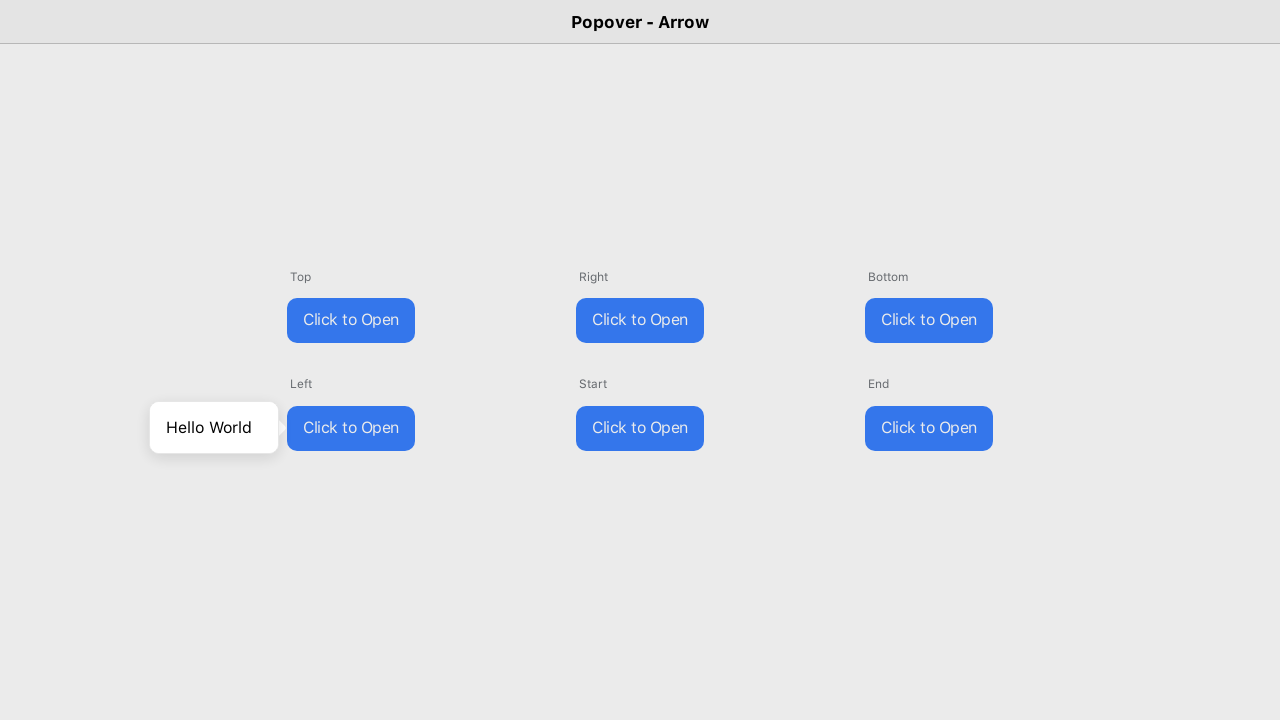 Popover - Arrow
Top
Right
Bottom
Click to Open
Click to Open
Click to Open
Left
Start
End
Hello World
Click to Open
Click to Open
Click to Open